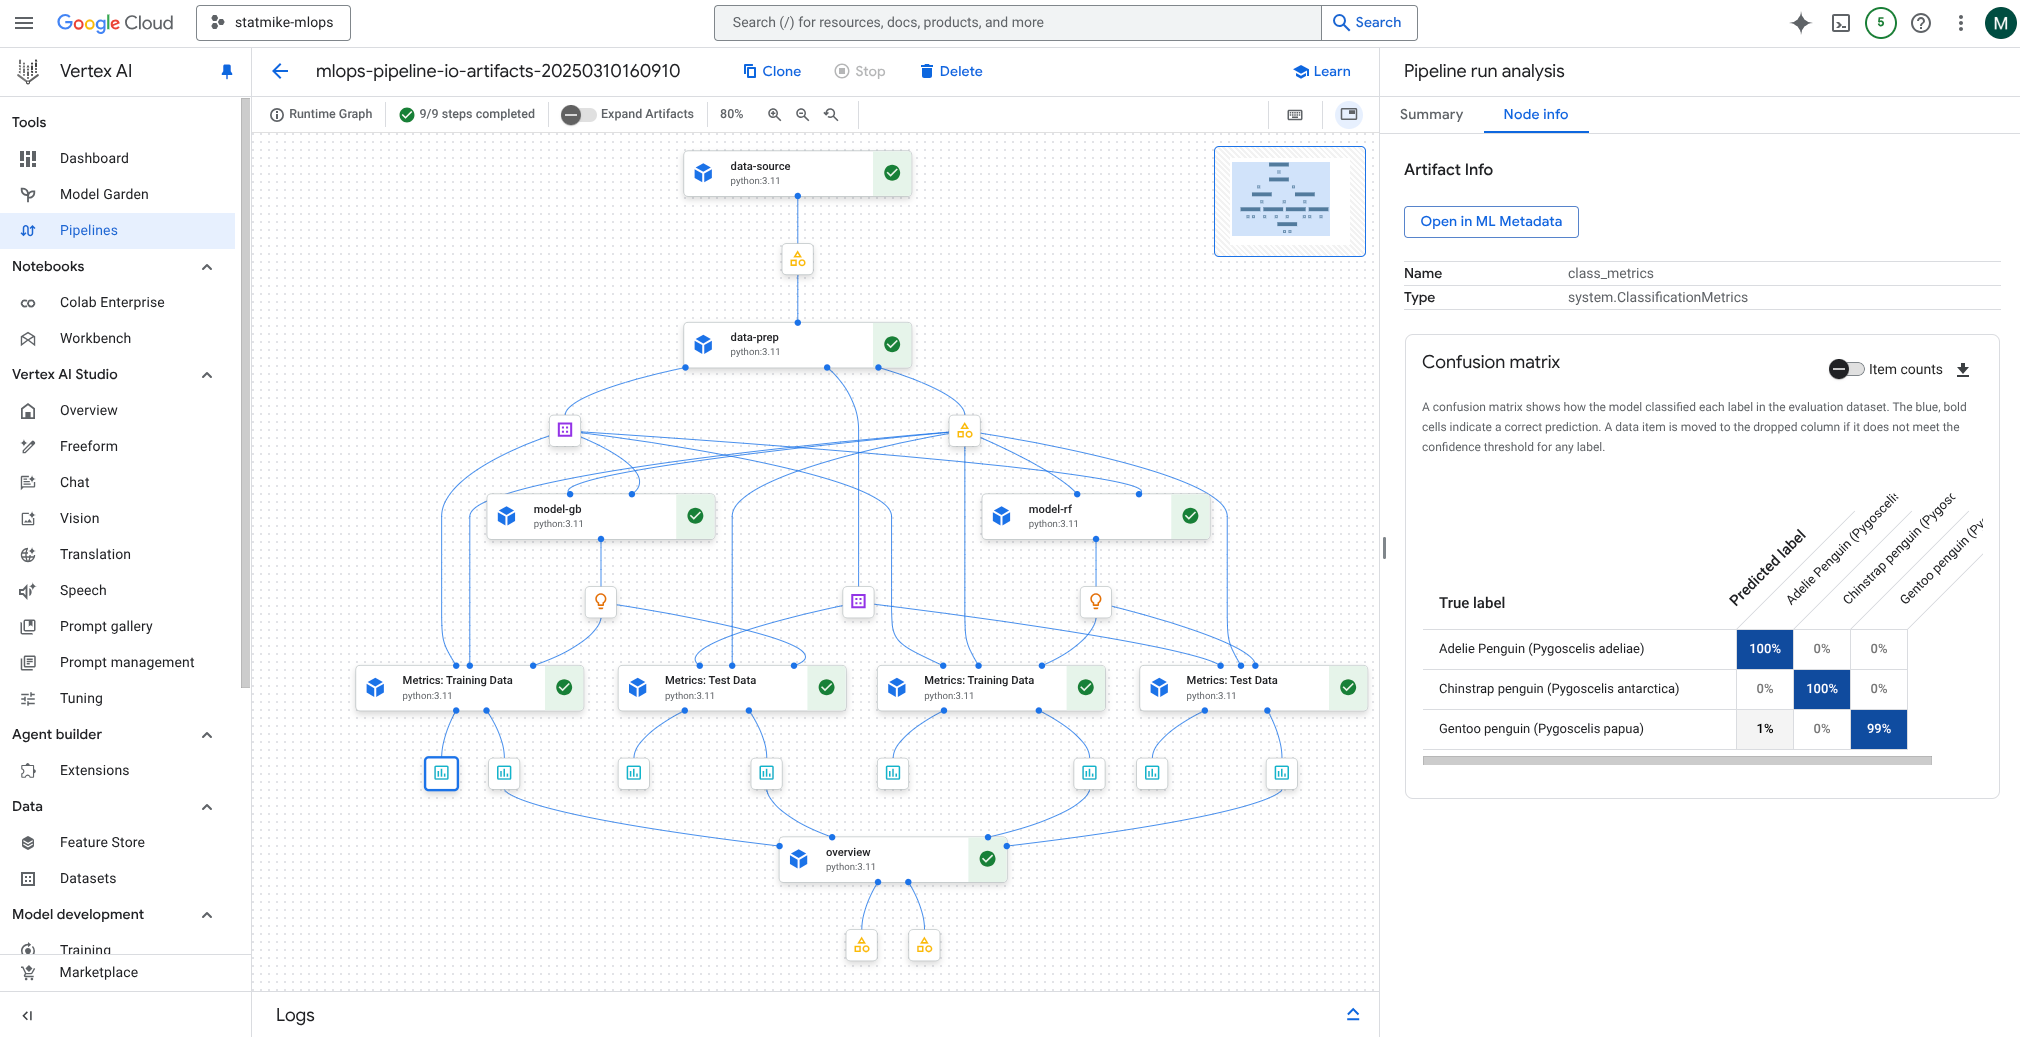 Google Cloud
statmike-mlops
Search (/) for resources, docs, products, and more
Search
5
M
Vertex AI
Tools
Dashboard
Model Garden
Pipelines
Notebooks
Colab Enterprise
Workbench
Vertex AI Studio
Overview
Freeform
Chat
Vision
Translation
Speech
Prompt gallery
Prompt management
Tuning
Agent builder
Extensions
Data
Feature Store
Datasets
Model development
Training
Marketplace
mlops-pipeline-io-artifacts-20250310160910
Clone
Stop
Delete
Learn
Runtime Graph
9/9 steps completed
Expand Artifacts
80%
data-source
python:3.11
data-prep
python:3.11
model-gb
python:3.11
model-rf
python:3.11
Metrics: Training Data
python:3.11
Metrics: Test Data
python:3.11
Metrics: Training Data
python:3.11
Metrics: Test Data
python:3.11
overview
python:3.11
Logs
Pipeline run analysis
Summary
Node info
Artifact Info
Open in ML Metadata
Name class_metrics
Type system.ClassificationMetrics
Confusion matrix
Item counts
A confusion matrix shows how the model classified each label in the evaluation dataset. The blue, bold
cells indicate a correct prediction. A data item is moved to the dropped column if it does not meet the
confidence threshold for any label.
True label
Predicted label
Adelie Penguin (Pygoscelis
Chinstrap penguin (Pygosc
Gentoo penguin (Py
Adelie Penguin (Pygoscelis adeliae) 100% 0% 0%
Chinstrap penguin (Pygoscelis antarctica) 0% 100% 0%
Gentoo penguin (Pygoscelis papua) 1% 0% 99%